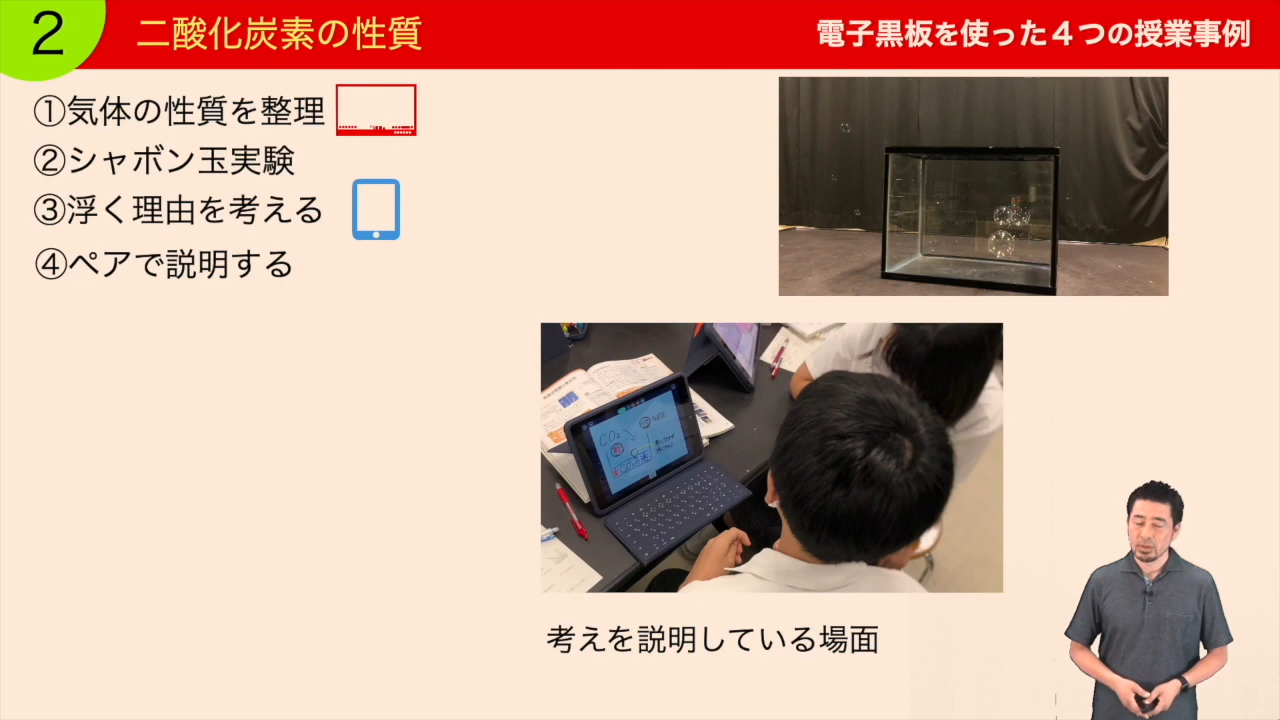 2
二酸化炭素の性質
電子黒板を使った４つの授業事例
①気体の性質を整理
②シャボン玉実験
③浮く理由を考える
④ペアで説明する
CO₂
考えを説明している場面